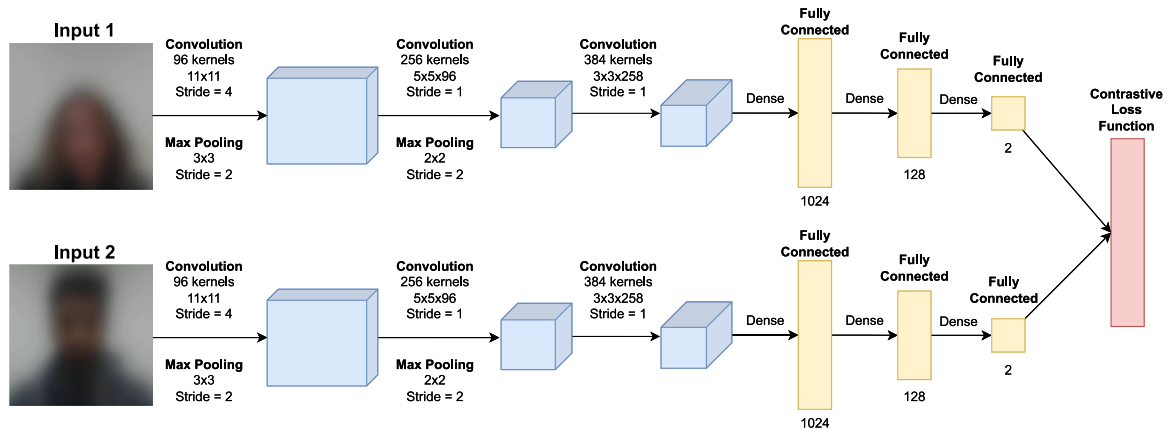 Input 1
Convolution
96 kernels
11x11
Stride = 4
Max Pooling
3x3
Stride = 2
Convolution
256 kernels
5x5x96
Stride = 1
Max Pooling
2x2
Stride = 2
Convolution
384 kernels
3x3x258
Stride = 1
Dense
Fully
Connected
1024
Dense
Fully
Connected
128
Dense
Fully
Connected
2
Contrastive
Loss
Function
Input 2
Convolution
96 kernels
11x11
Stride = 4
Max Pooling
3x3
Stride = 2
Convolution
256 kernels
5x5x96
Stride = 1
Max Pooling
2x2
Stride = 2
Convolution
384 kernels
3x3x258
Stride = 1
Dense
Fully
Connected
1024
Dense
Fully
Connected
128
Dense
Fully
Connected
2